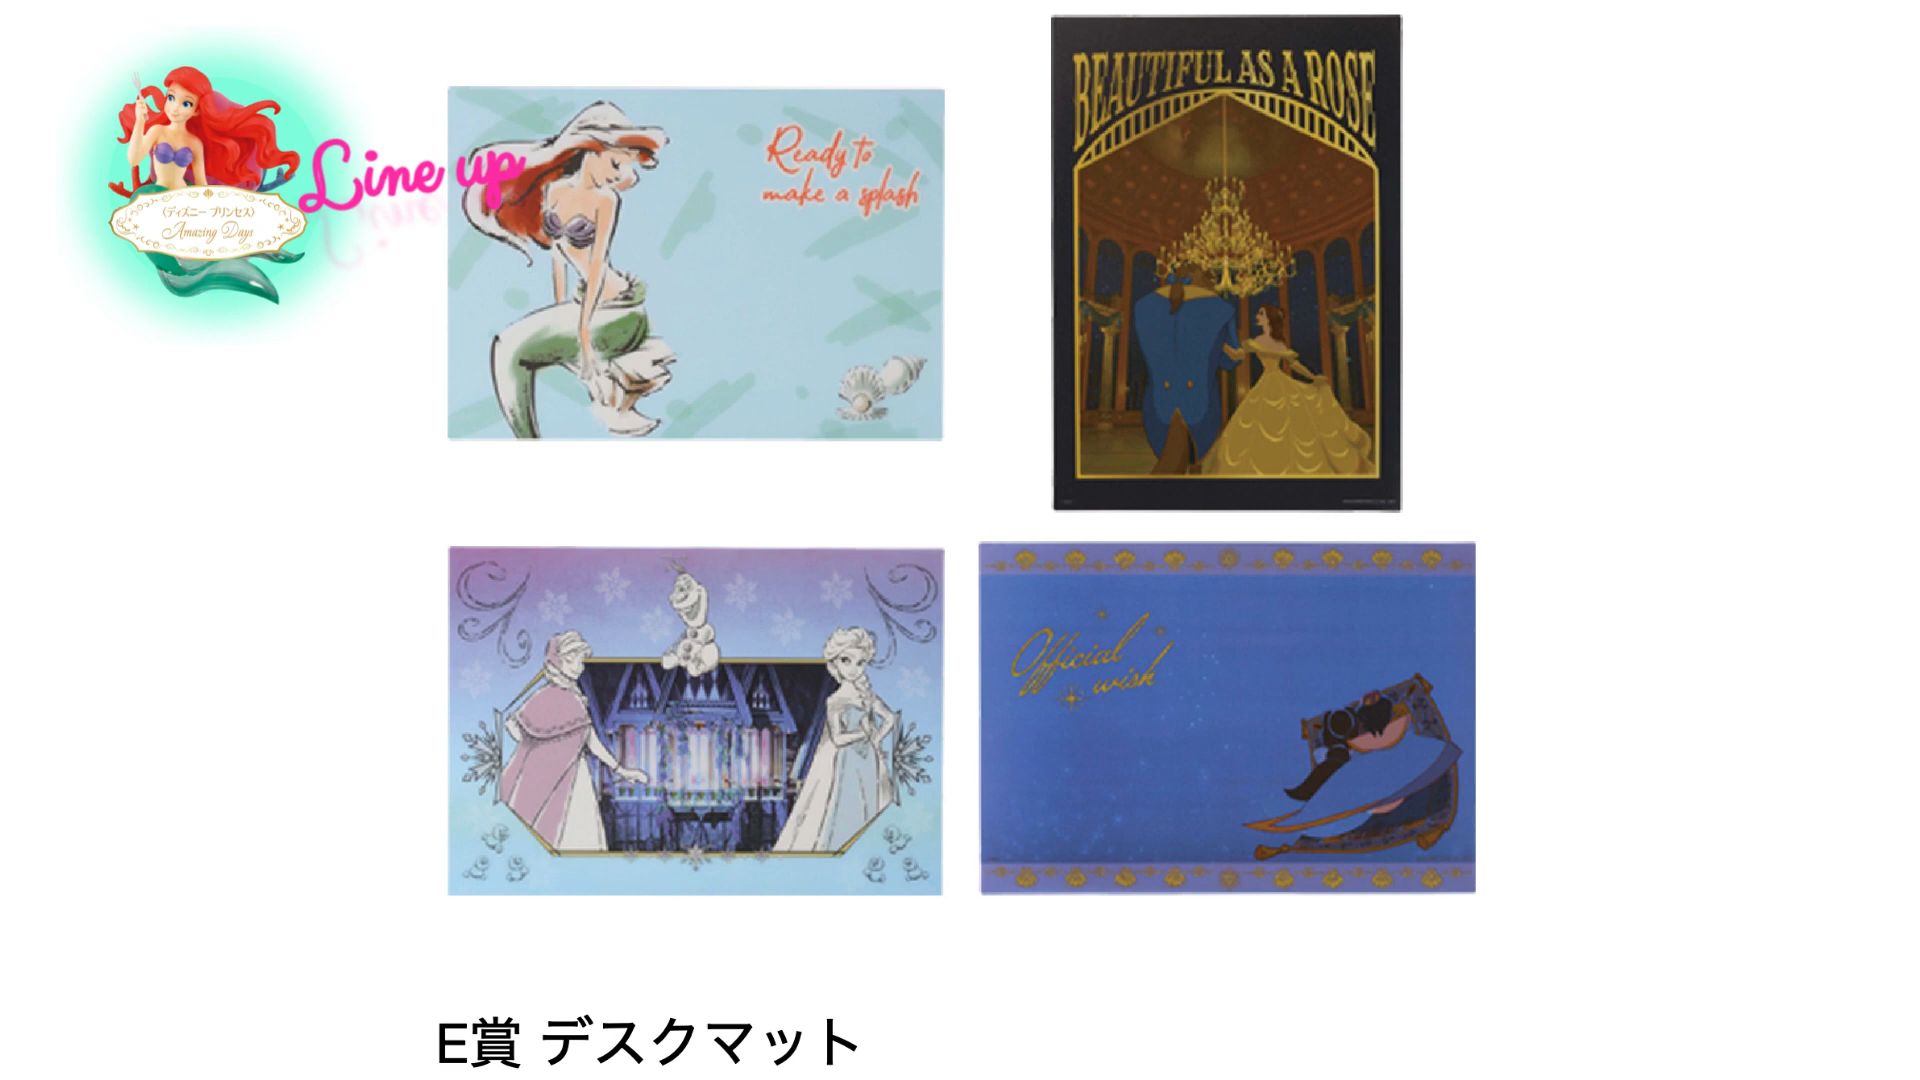 〈ディズニー プリンセス〉
Amazing Days
Line up
Ready to
make a splash
BEAUTIFUL AS A ROSE
Official
wish
E賞 デスクマット